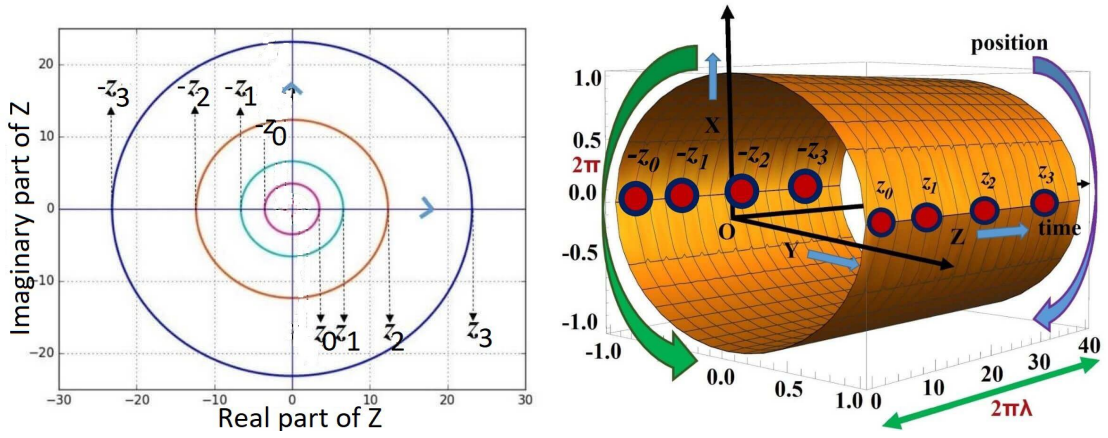 Imaginary part of Z
20
10
0
−10
−20
-z3 -z2 -z1
-z0
z0 z1 z2 z3
−30 −20 −10 0 10 20 30
Real part of Z
position
1.0
0.5
2π
0.0
-0.5
-1.0
X
-z0 -z1 -z2 -z3
z0 z1 z2 z3
O
Y
Z
time
-1.0 0.0 0.5 1.0
0 10 20 30 40
2πλ